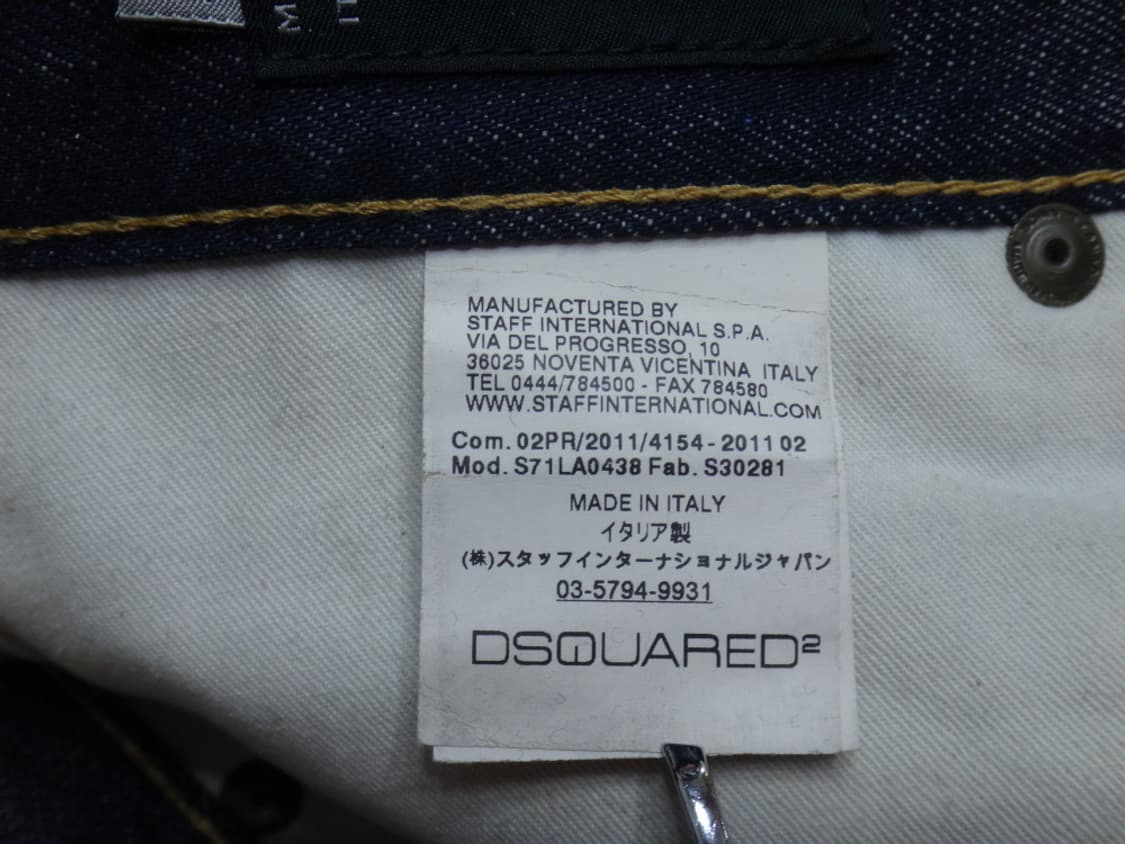 M
IT
MANUFACTURED BY
STAFF INTERNATIONAL S.P.A.
VIA DEL PROGRESSO, 10
36025 NOVENTA VICENTINA ITALY
TEL 0444/784500 - FAX 784580
WWW.STAFFINTERNATIONAL.COM
Com. 02PR/2011/4154-2011 02
Mod. S71LA0438 Fab. S30281
MADE IN ITALY
イタリア製
(株)スタッフインターナショナルジャパン
03-5794-9931
DSQUARED²